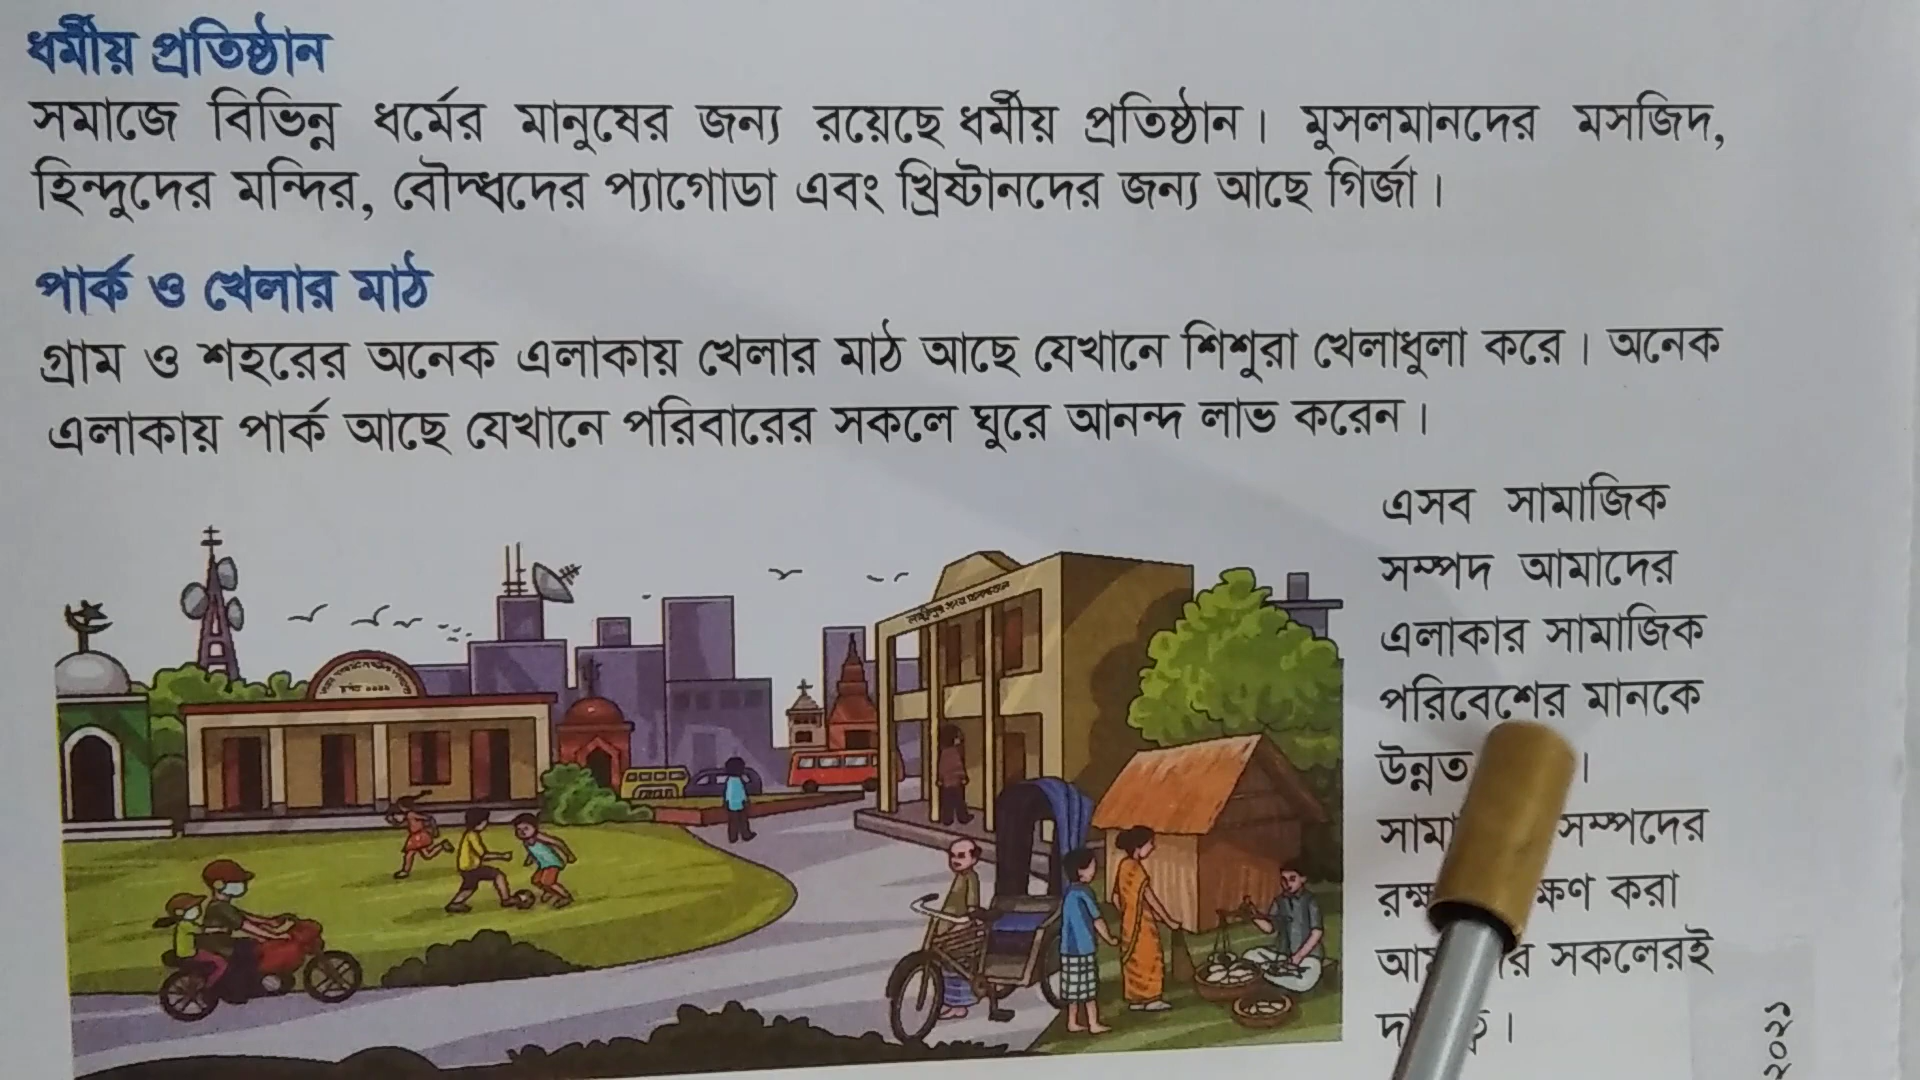 ধর্মীয় প্রতিষ্ঠান
সমাজে বিভিন্ন ধর্মের মানুষের জন্য রয়েছে ধর্মীয় প্রতিষ্ঠান। মুসলমানদের মসজিদ,
হিন্দুদের মন্দির, বৌদ্ধদের প্যাগোডা এবং খ্রিষ্টানদের জন্য আছে গির্জা।
পার্ক ও খেলার মাঠ
গ্রাম ও শহরের অনেক এলাকায় খেলার মাঠ আছে যেখানে শিশুরা খেলাধুলা করে। অনেক
এলাকায় পার্ক আছে যেখানে পরিবারের সকলে ঘুরে আনন্দ লাভ করেন।
এসব সামাজিক
সম্পদ আমাদের
এলাকার সামাজিক
পরিবেশের মানকে
উন্নত ।
সম্পদের
করা
সকলেরই
২০২১